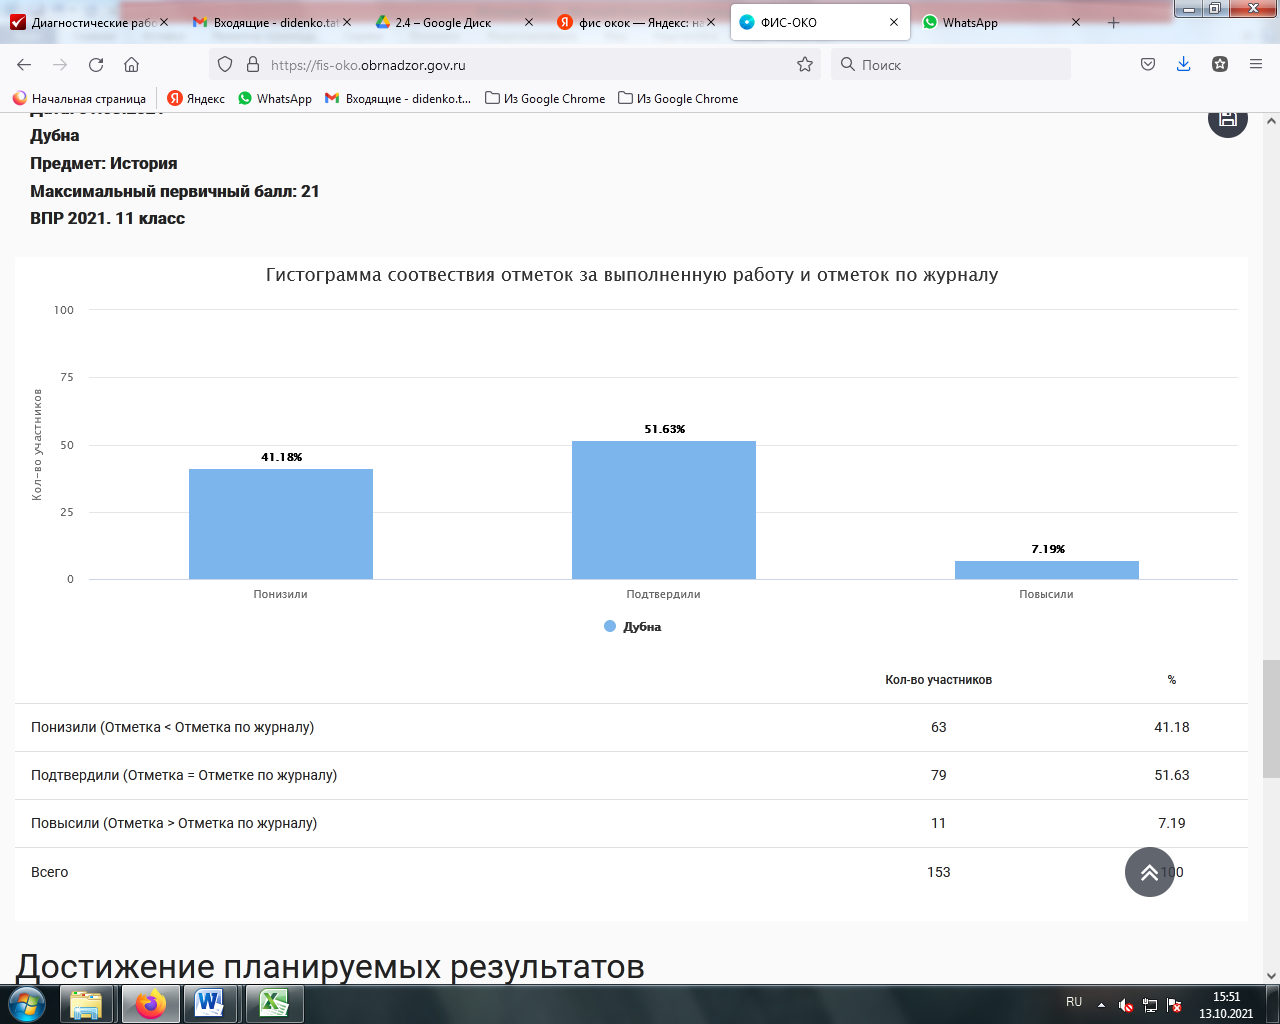 Диагностические рабо
Входящие - didenko.tat
2.4 – Google Диск
фис окок — Яндекс: на
ФИС-ОКО
WhatsApp
https://fis-oko.obrnadzor.gov.ru
Поиск
Начальная страница
Яндекс
WhatsApp
Входящие - didenko.t...
Из Google Chrome
Из Google Chrome
Дубна
Предмет: История
Максимальный первичный балл: 21
ВПР 2021. 11 класс
Гистограмма соотвествия отметок за выполненную работу и отметок по журналу
Кол-во участников
100
75
50
25
0
41.18%
51.63%
7.19%
Понизили
Подтвердили
Повысили
Дубна
Кол-во участников %
Понизили (Отметка < Отметка по журналу) 63 41.18
Подтвердили (Отметка = Отметке по журналу) 79 51.63
Повысили (Отметка > Отметка по журналу) 11 7.19
Всего 153 100
Достижение планируемых результатов
RU
15:51
13.10.2021